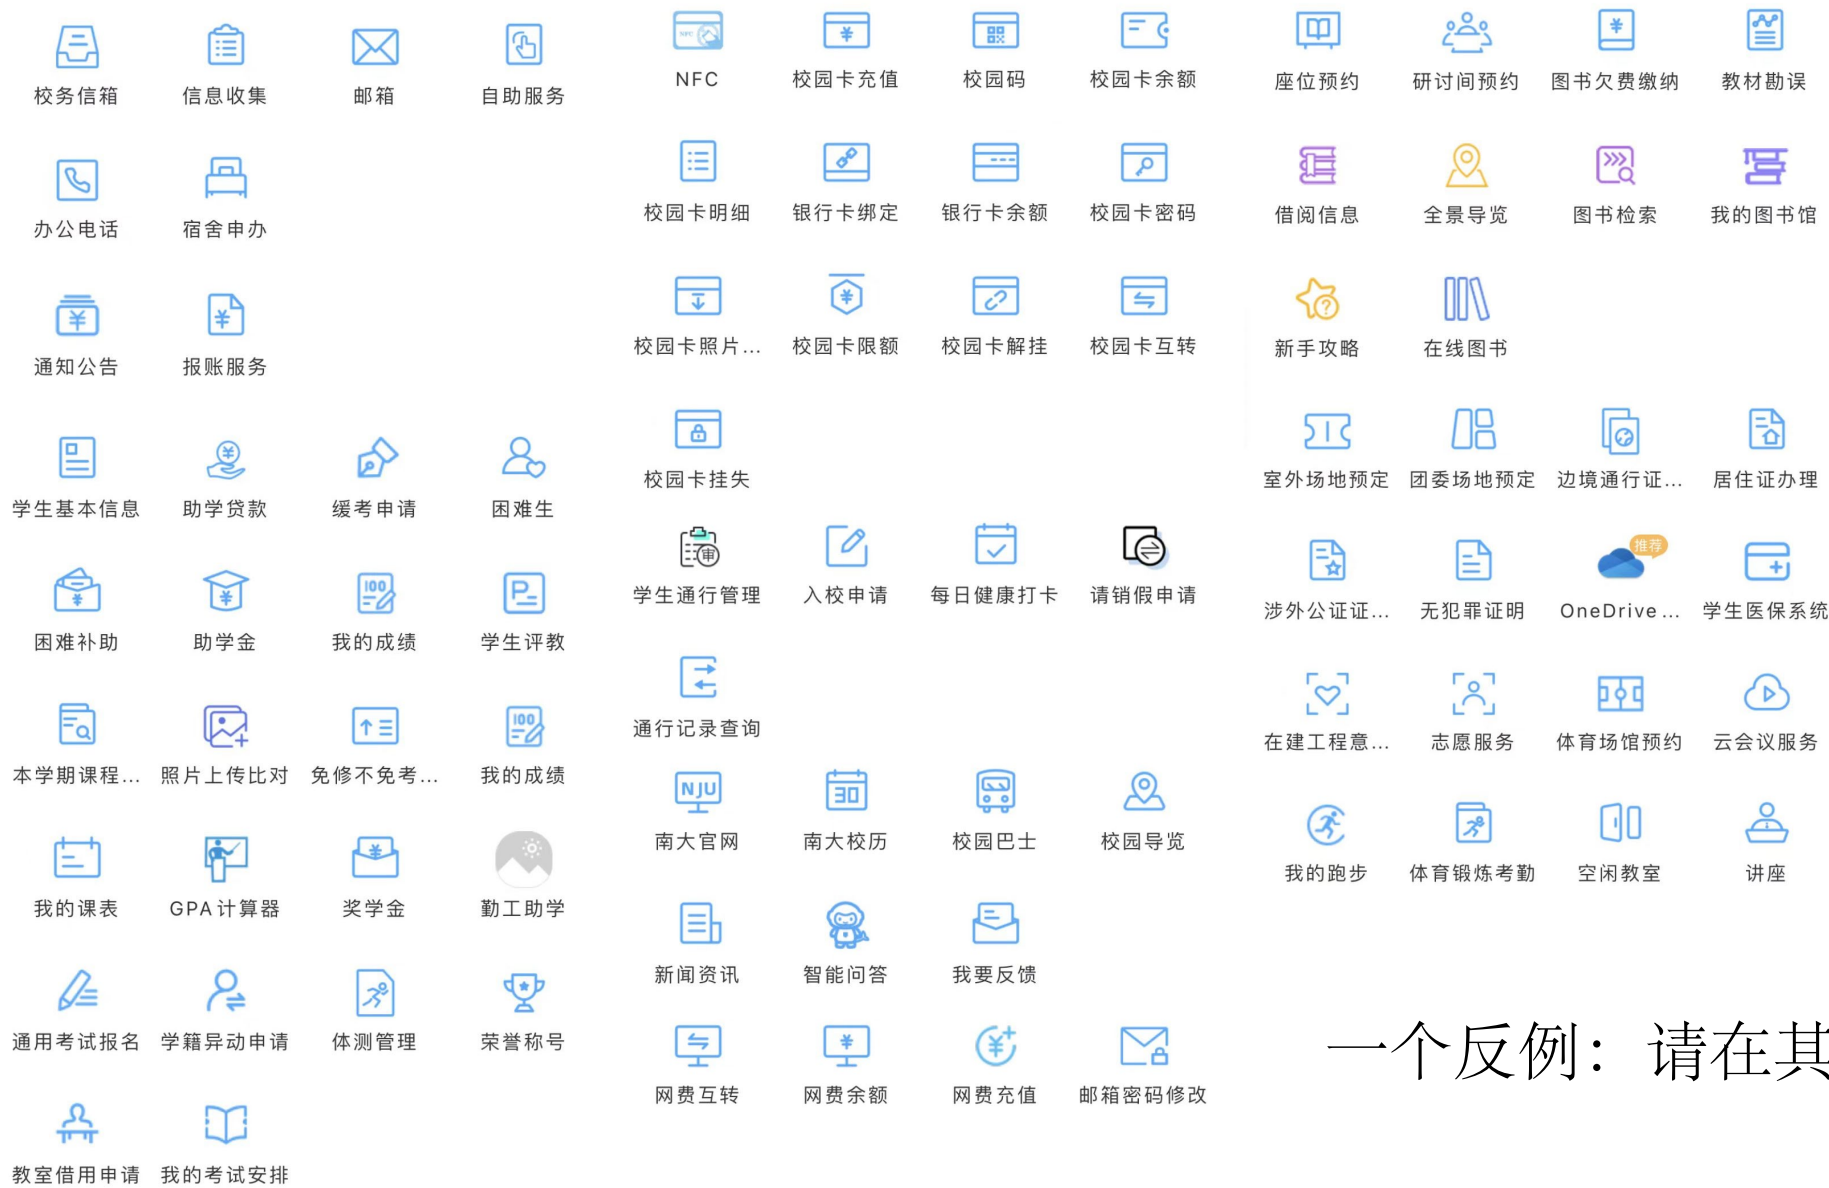 校务信箱 信息收集 邮箱 自助服务
办公电话 宿舍申办
通知公告 报账服务
学生基本信息 助学贷款 缓考申请 困难生
困难补助 助学金 我的成绩 学生评教
本学期课程... 照片上传比对 免修不免考... 我的成绩
我的课表 GPA计算器 奖学金 勤工助学
通用考试报名 学籍异动申请 体测管理 荣誉称号
教室借用申请 我的考试安排
NFC 校园卡充值 校园码 校园卡余额
校园卡明细 银行卡绑定 银行卡余额 校园卡密码
校园卡照片... 校园卡限额 校园卡解挂 校园卡互转
校园卡挂失
审
学生通行管理 入校申请 每日健康打卡 请销假申请
通行记录查询
NJU 30
南大官网 南大校历 校园巴士 校园导览
新闻资讯 智能问答 我要反馈
网费互转 网费余额 网费充值 邮箱密码修改
座位预约 研讨间预约 图书欠费缴纳 教材勘误
借阅信息 全景导览 图书检索 我的图书馆
新手攻略 在线图书
室外场地预定 团委场地预定 边境通行证... 居住证办理
推荐
涉外公证证... 无犯罪证明 OneDrive... 学生医保系统
在建工程意... 志愿服务 体育场馆预约 云会议服务
我的跑步 体育锻炼考勤 空闲教室 讲座
一个反例：请在其